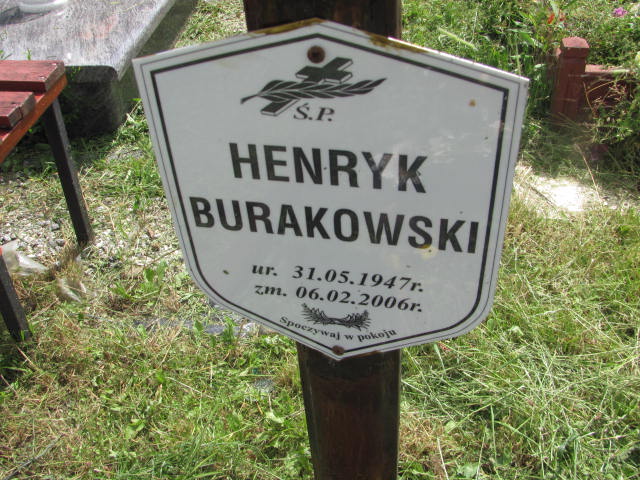 Ś.P.
HENRYK
BURAKOWSKI
ur. 31.05.1947r.
zm. 06.02.2006r.
Spoczywaj w pokoju